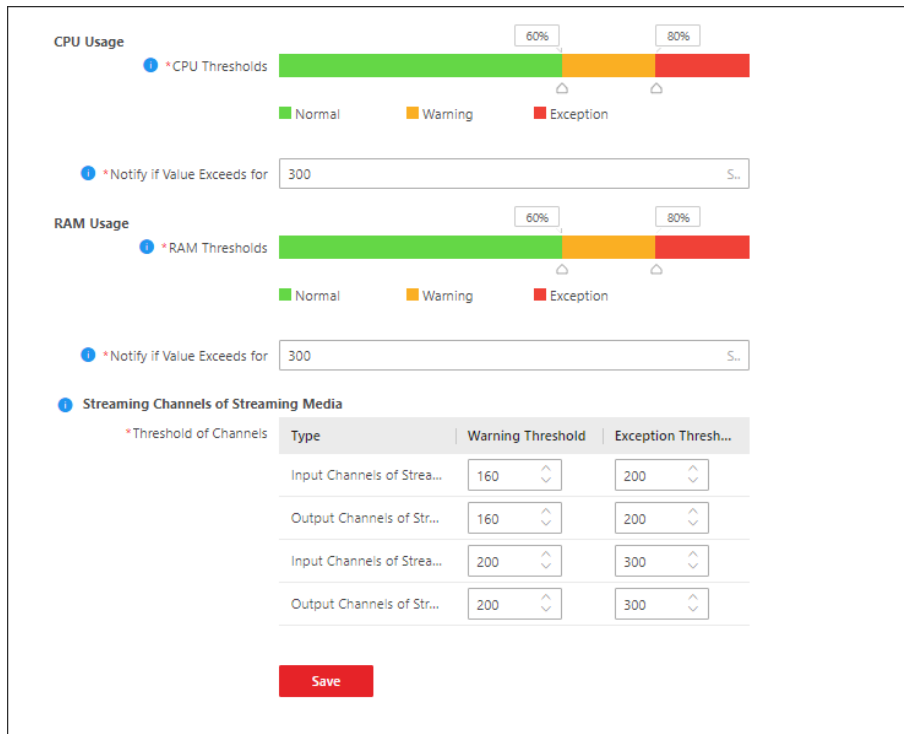 CPU Usage
60% 80%
*CPU Thresholds
Normal Warning Exception
*Notify if Value Exceeds for 300 S..
RAM Usage
60% 80%
*RAM Thresholds
Normal Warning Exception
*Notify if Value Exceeds for 300 S..
Streaming Channels of Streaming Media
*Threshold of Channels Type Warning Threshold Exception Thresh...
Input Channels of Strea... 160 200
Output Channels of Str... 160 200
Input Channels of Strea... 200 300
Output Channels of Str... 200 300
Save